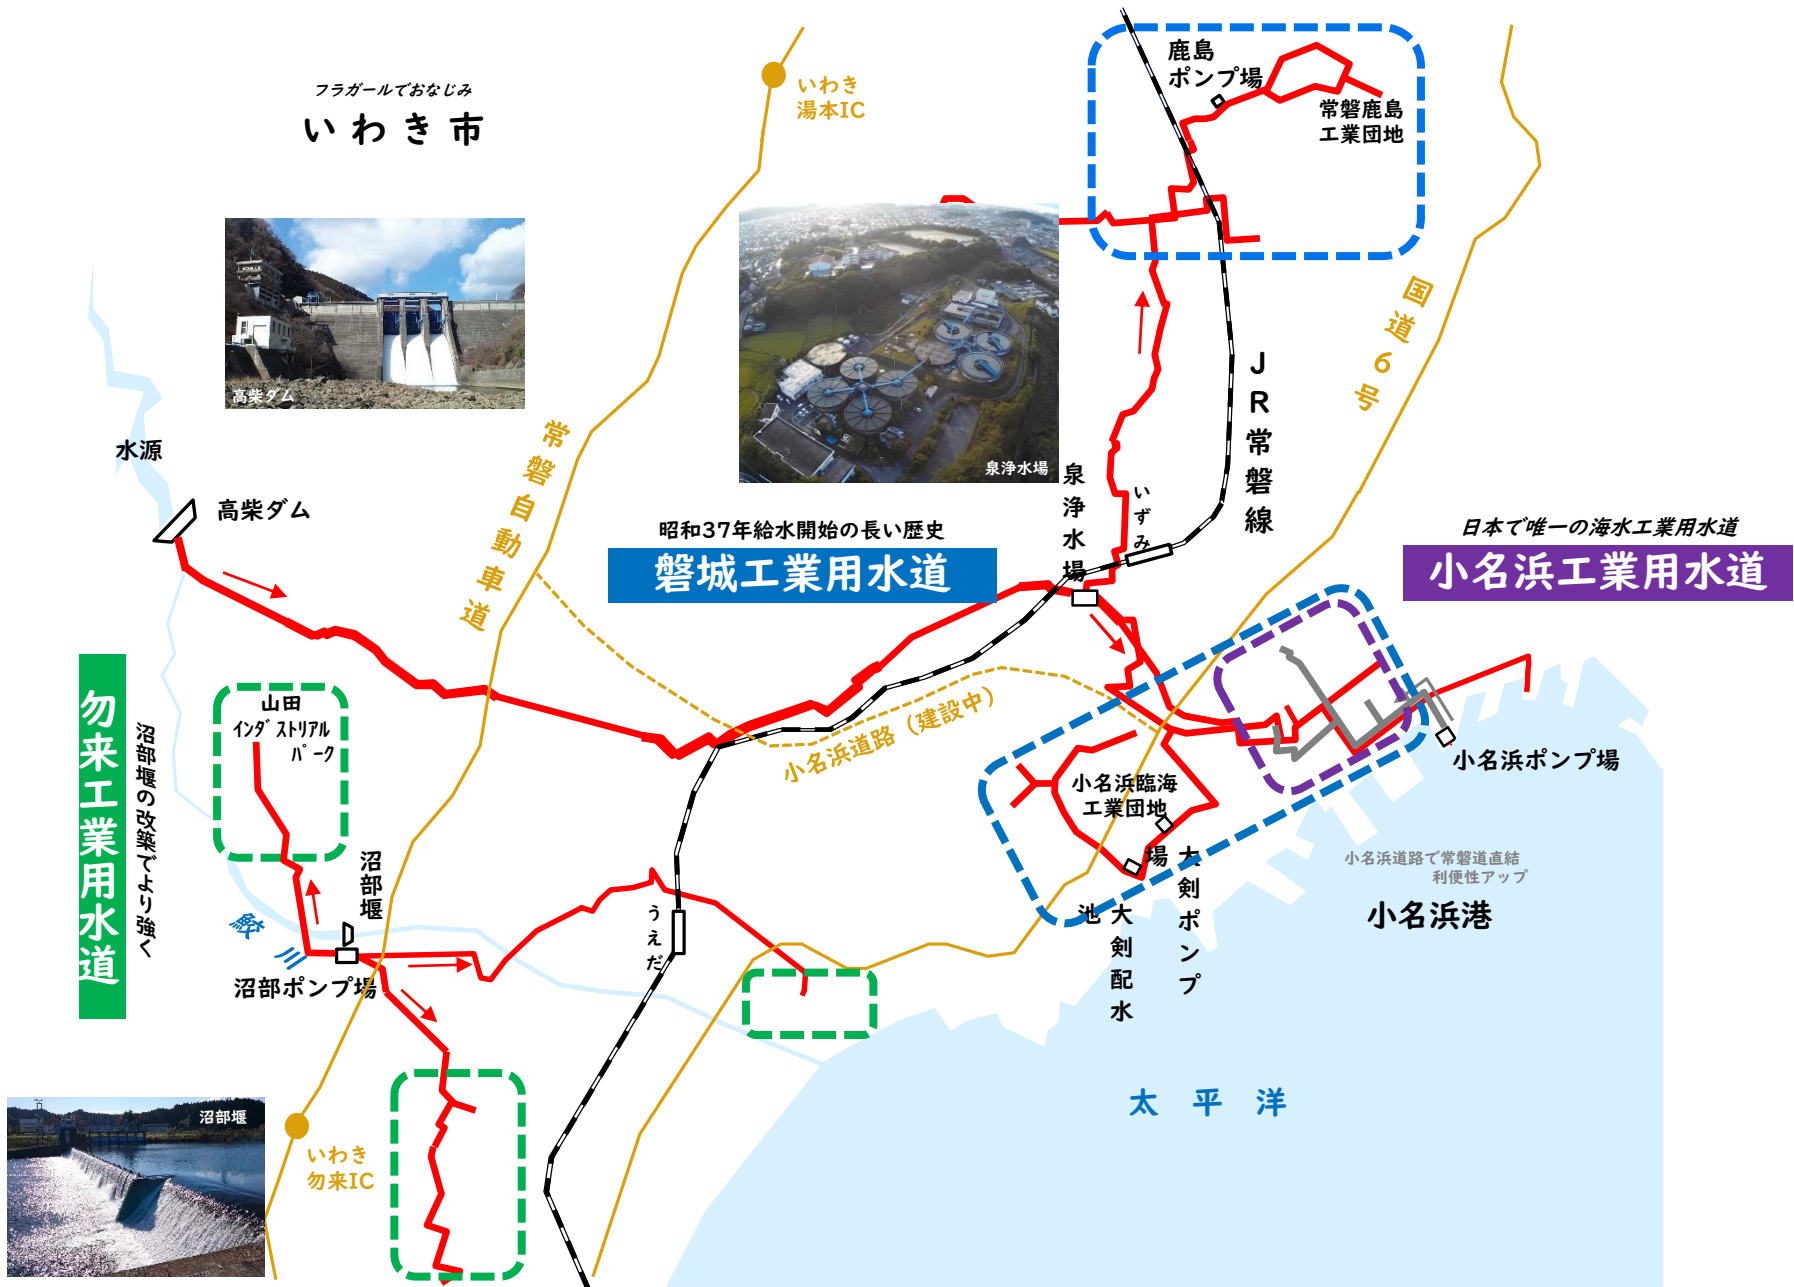 フラガールでおなじみ
いわき市
いわき
湯本IC
鹿島
ポンプ場
常磐鹿島
工業団地
高柴ダム
泉浄水場
国道6号
JR常磐線
常磐自動車道
水源
高柴ダム
泉浄水場
いずみ
昭和37年給水開始の長い歴史
磐城工業用水道
日本で唯一の海水工業用水道
小名浜工業用水道
勿来工業用水道
沼部堰の改築でより強く
山田
インダストリアル
パーク
小名浜道路（建設中）
小名浜ポンプ場
小名浜臨海
工業団地
大剣ポンプ
場
大剣配水
池
小名浜道路で常磐道直結
利便性アップ
小名浜港
沼部堰
鮫川
沼部ポンプ場
うえだ
太平洋
沼部堰
いわき
勿来IC